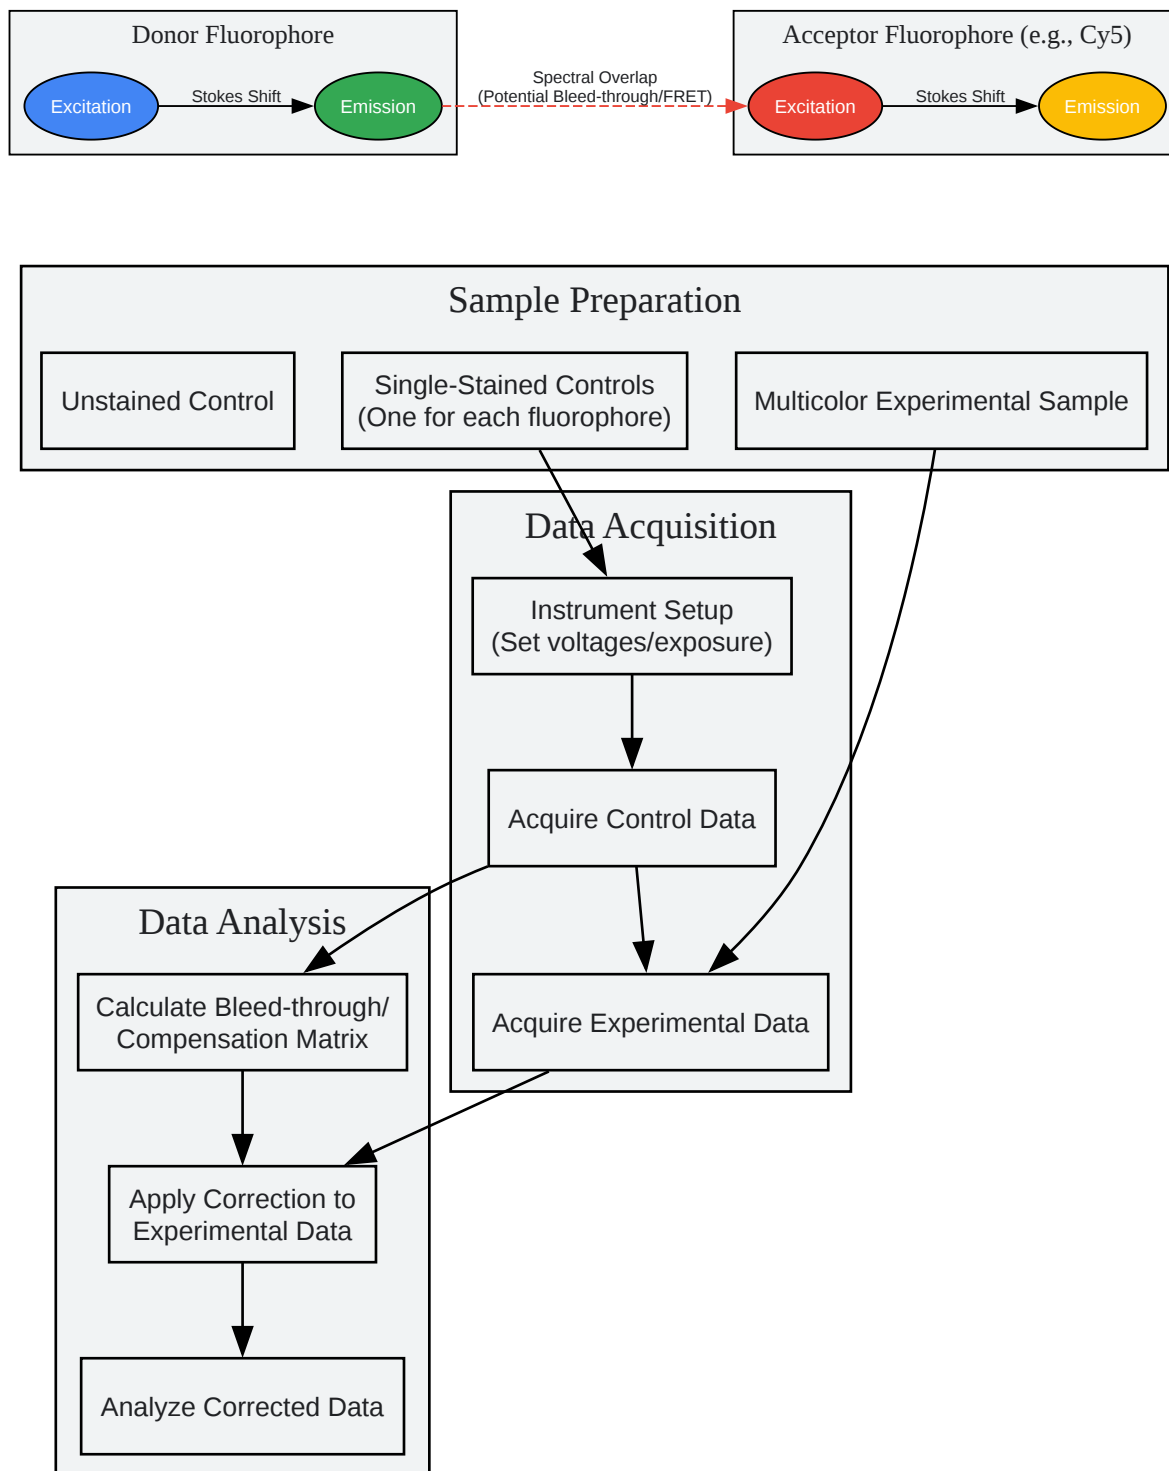 Donor Fluorophore
Excitation
Stokes Shift
Emission
Spectral Overlap
(Potential Bleed-through/FRET)
Acceptor Fluorophore (e.g., Cy5)
Excitation
Stokes Shift
Emission
Sample Preparation
Unstained Control
Single-Stained Controls
(One for each fluorophore)
Multicolor Experimental Sample
Data Acquisition
Instrument Setup
(Set voltages/exposure)
Acquire Control Data
Acquire Experimental Data
Data Analysis
Calculate Bleed-through/
Compensation Matrix
Apply Correction to
Experimental Data
Analyze Corrected Data